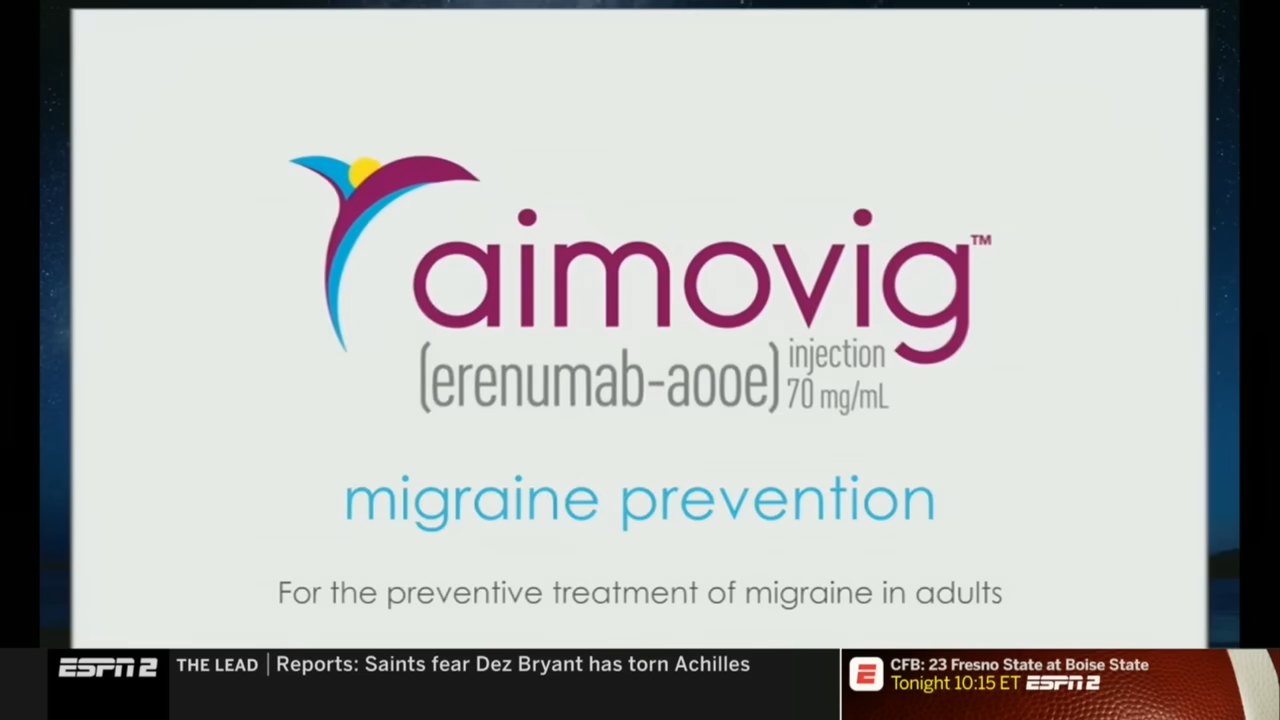 aimovig™
(erenumab-aooe)
injection
70 mg/mL
migraine prevention
For the preventive treatment of migraine in adults
ESPN2
THE LEAD | Reports: Saints fear Dez Bryant has torn Achilles
E
CFB: 23 Fresno State at Boise State
Tonight 10:15 ET ESPN2